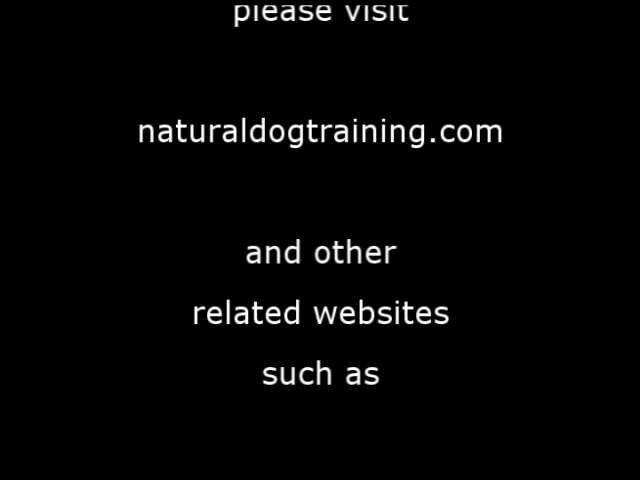 please visit
naturaldogtraining.com
and other
related websites
such as